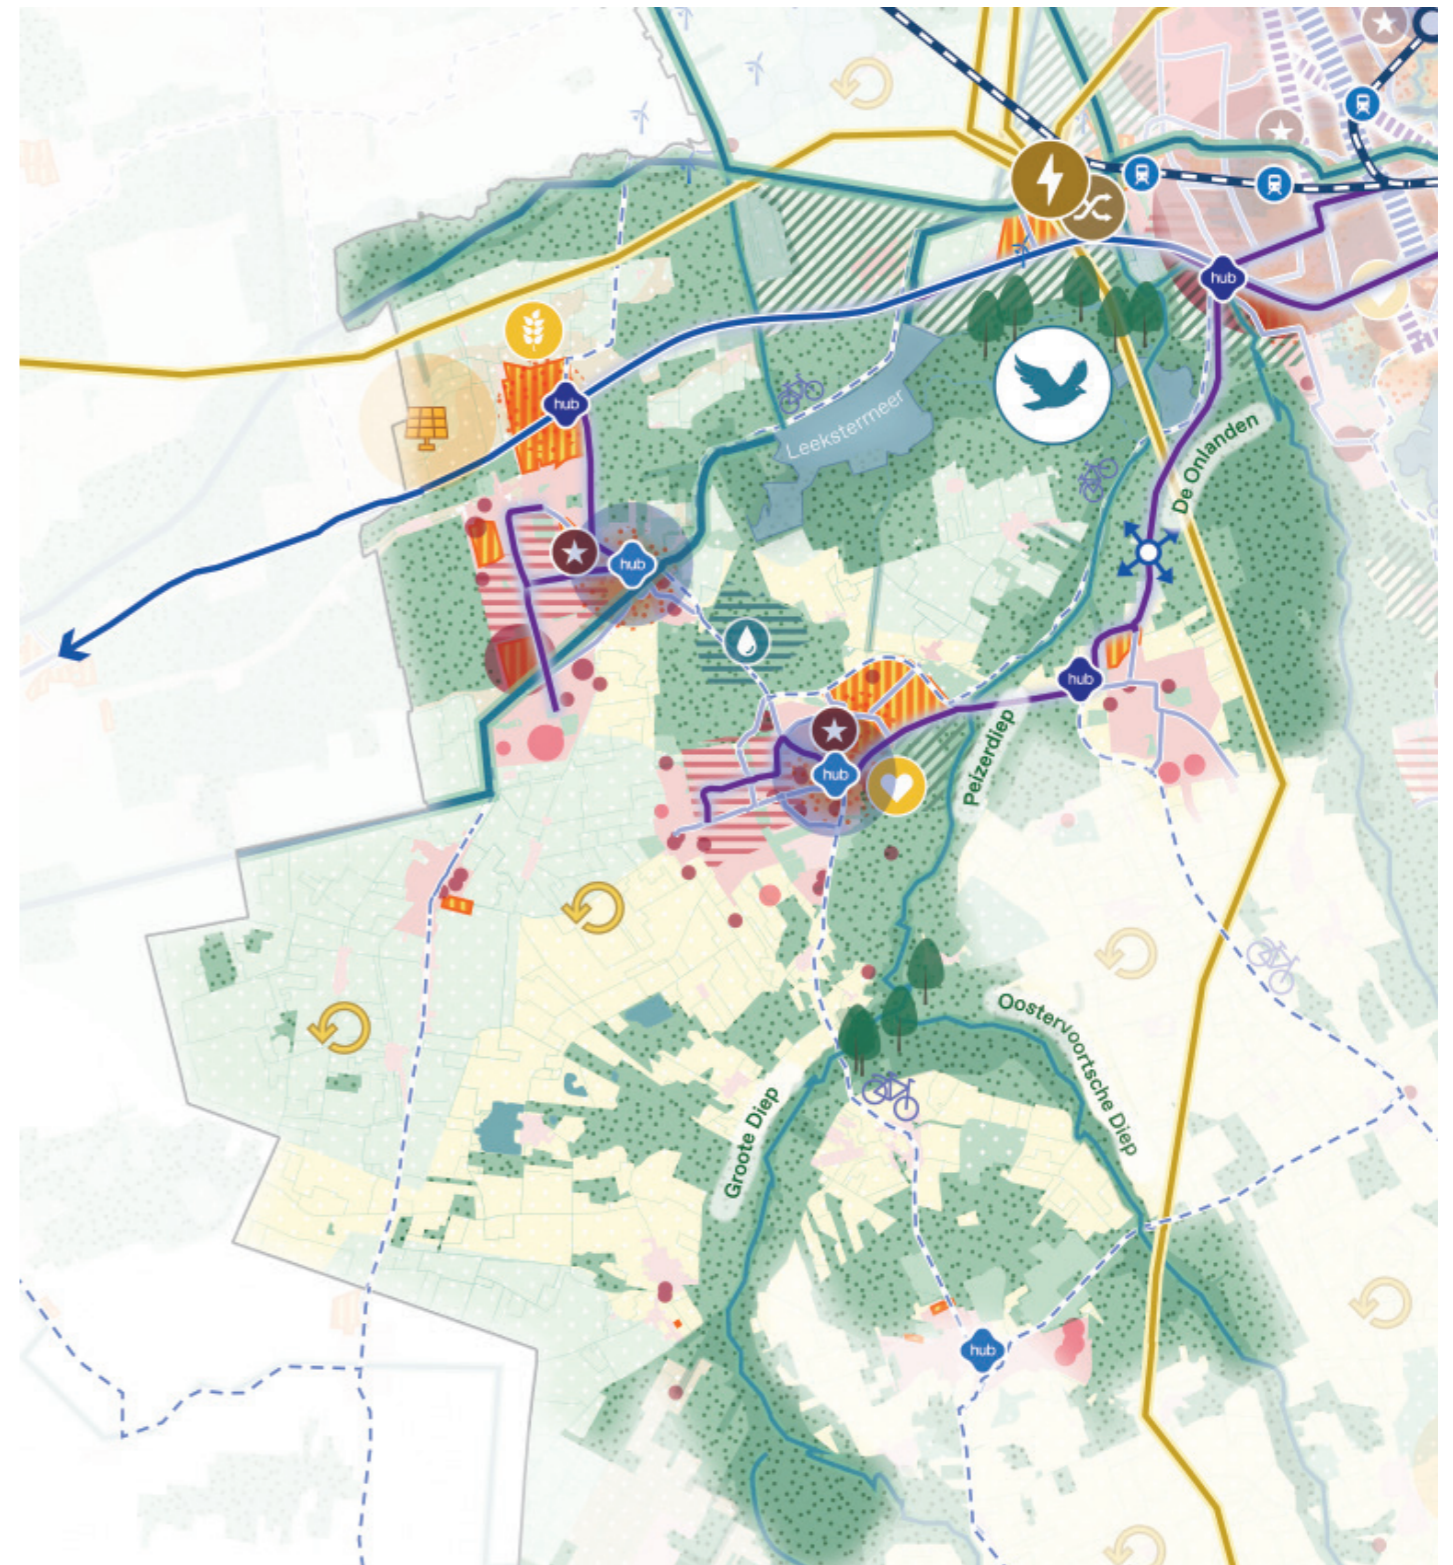 hub
hub
Leekstermeer
De Onlanden
hub
hub
Peizerdiep
hub
Oostervoortsche Diep
Groote Diep
hub